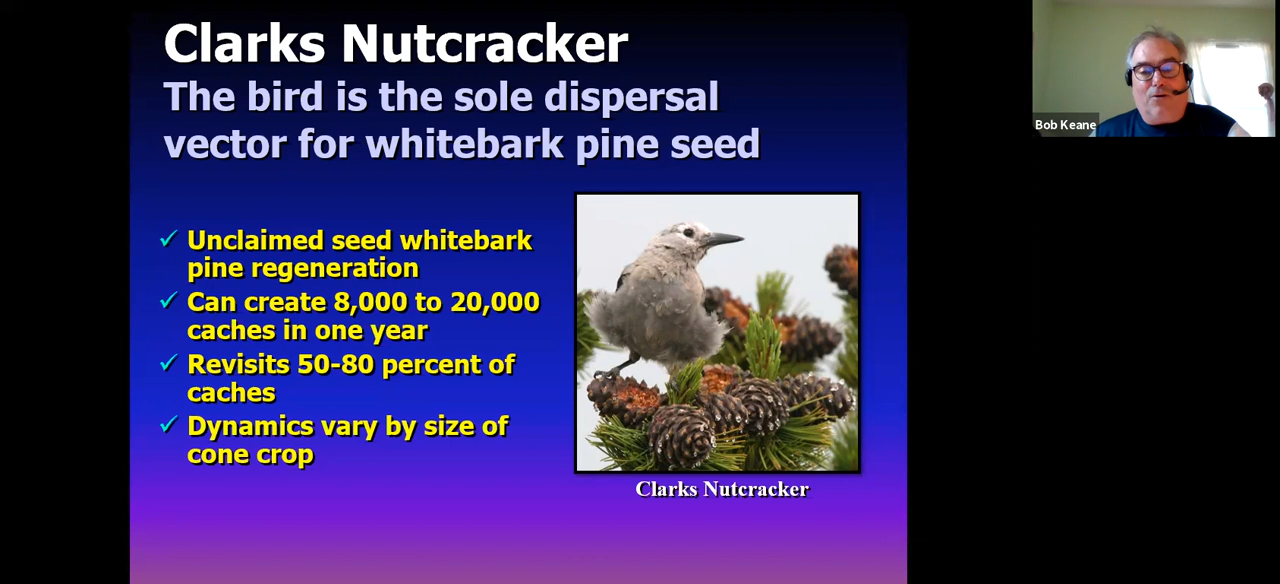 Clarks Nutcracker
The bird is the sole dispersal
vector for whitebark pine seed
✓ Unclaimed seed whitebark
pine regeneration
✓ Can create 8,000 to 20,000
caches in one year
✓ Revisits 50-80 percent of
caches
✓ Dynamics vary by size of
cone crop
Clarks Nutcracker
Bob Keane